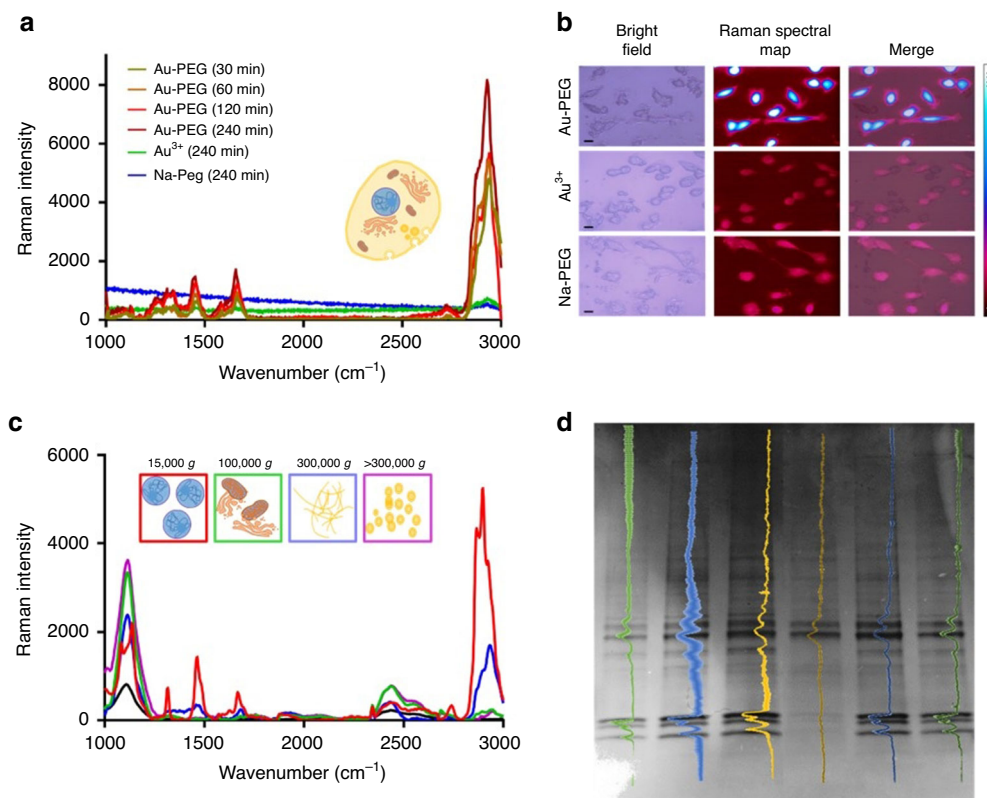 a
Raman intensity
8000
6000
4000
2000
0
Au-PEG (30 min)
Au-PEG (60 min)
Au-PEG (120 min)
Au-PEG (240 min)
Au³⁺ (240 min)
Na-Peg (240 min)
1000 1500 2000 2500 3000
Wavenumber (cm⁻¹)
b
Bright field
Raman spectral map
Merge
Au-PEG
Au³⁺
Na-PEG
c
Raman intensity
6000
4000
2000
0
15,000 g
100,000 g
300,000 g
>300,000 g
1000 1500 2000 2500 3000
Wavenumber (cm⁻¹)
d